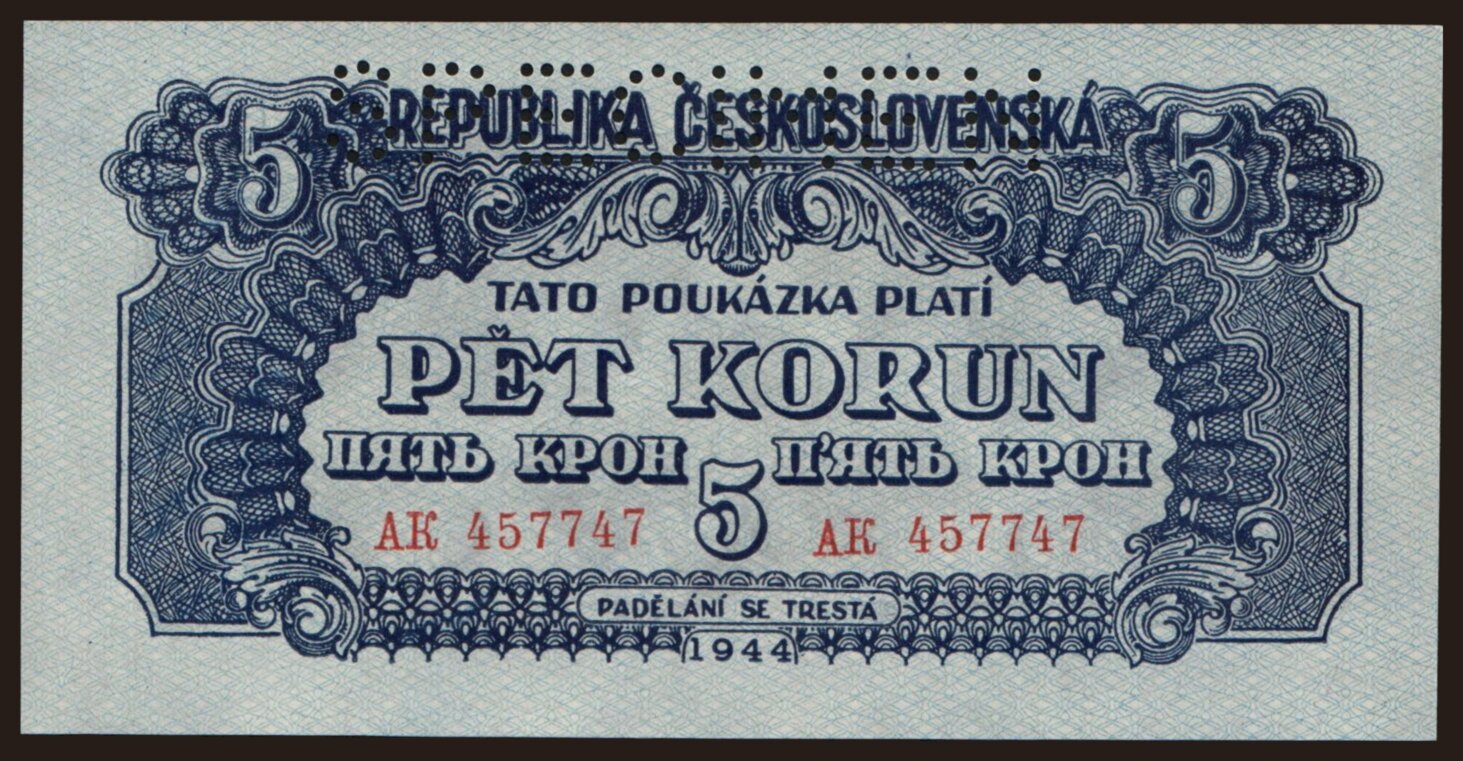 SPECIMEN
5 REPUBLIKA ČESKOSLOVENSKÁ 5
TATO POUKÁZKA PLATÍ
PĚT KORUN
ПЯТЬ КРОН П'ЯТЬ КРОН
5
АК 457747 АК 457747
PADĚLÁNÍ SE TRESTÁ
1944